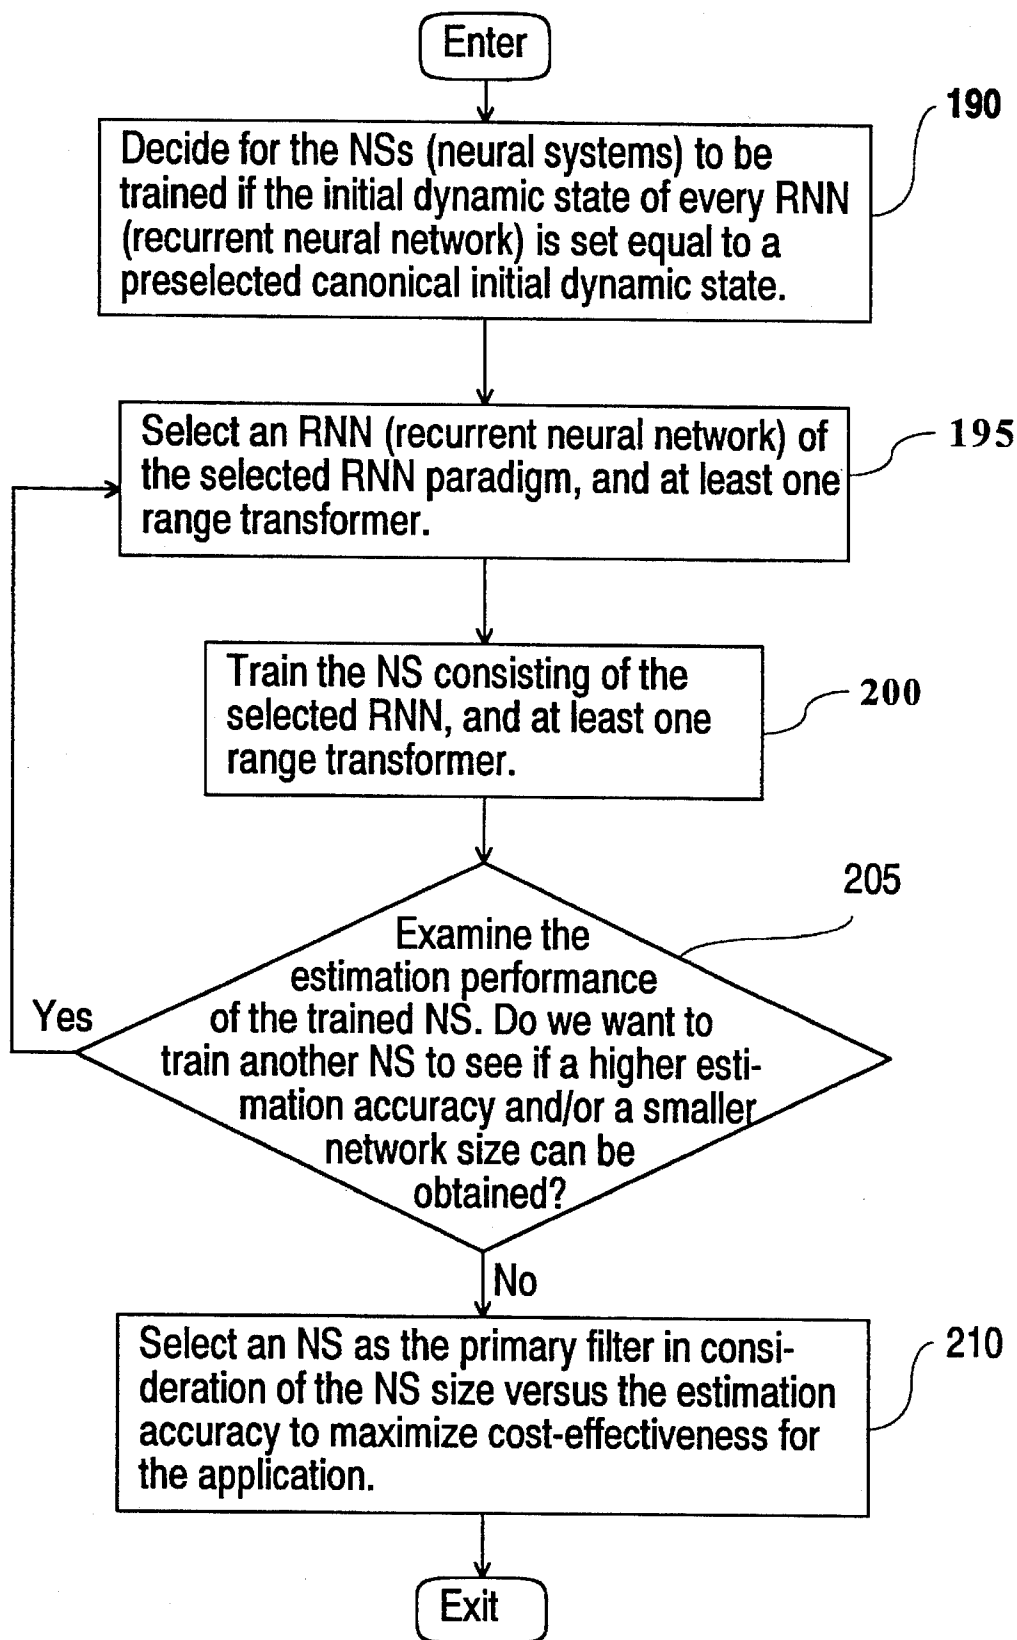 Enter
190
Decide for the NSs (neural systems) to be
trained if the initial dynamic state of every RNN
(recurrent neural network) is set equal to a
preselected canonical initial dynamic state.
195
Select an RNN (recurrent neural network) of
the selected RNN paradigm, and at least one
range transformer.
200
Train the NS consisting of the
selected RNN, and at least one
range transformer.
205
Examine the
estimation performance
of the trained NS. Do we want to
train another NS to see if a higher esti-
mation accuracy and/or a smaller
network size can be
obtained?
Yes
No
210
Select an NS as the primary filter in consi-
deration of the NS size versus the estimation
accuracy to maximize cost-effectiveness for
the application.
Exit